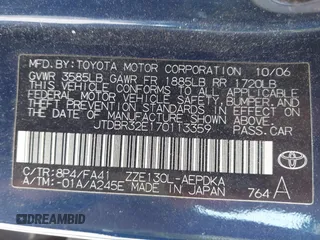 MFD. BY: TOYOTA MOTOR CORPORATION 10/06
GVWR 3585LB GAWR FR 1885LB RR 1720LB
THIS VEHICLE CONFORMS TO ALL APPLICABLE
FEDERAL MOTOR VEHICLE SAFETY, BUMPER, AND
THEFT PREVENTION STANDARDS IN EFFECT ON
THE DATE OF MANUFACTURE SHOWN ABOVE.
JTDBR32E170113359
PASS. CAR
C/TR: 8P4/FA41 ZZE130L-AEPDKA
A/TM: -01A/A245E MADE IN JAPAN
TOYOTA
764 A
DREAMBID